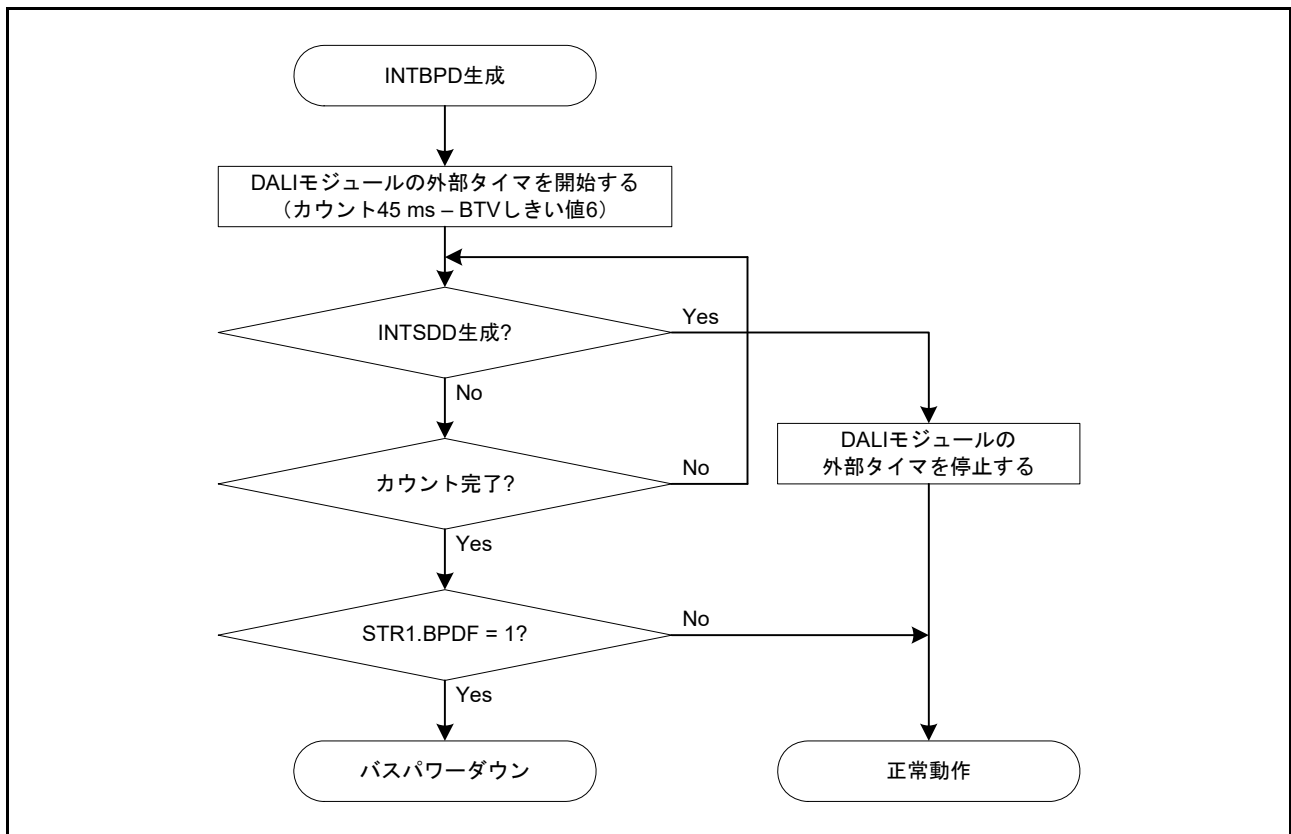 INTBPD生成
DALIモジュールの外部タイマを開始する
（カウント45 ms – BTVしきい値6）
INTSDD生成?
Yes
No
DALIモジュールの
外部タイマを停止する
カウント完了?
No
Yes
STR1.BPDF = 1?
No
Yes
バスパワーダウン
正常動作